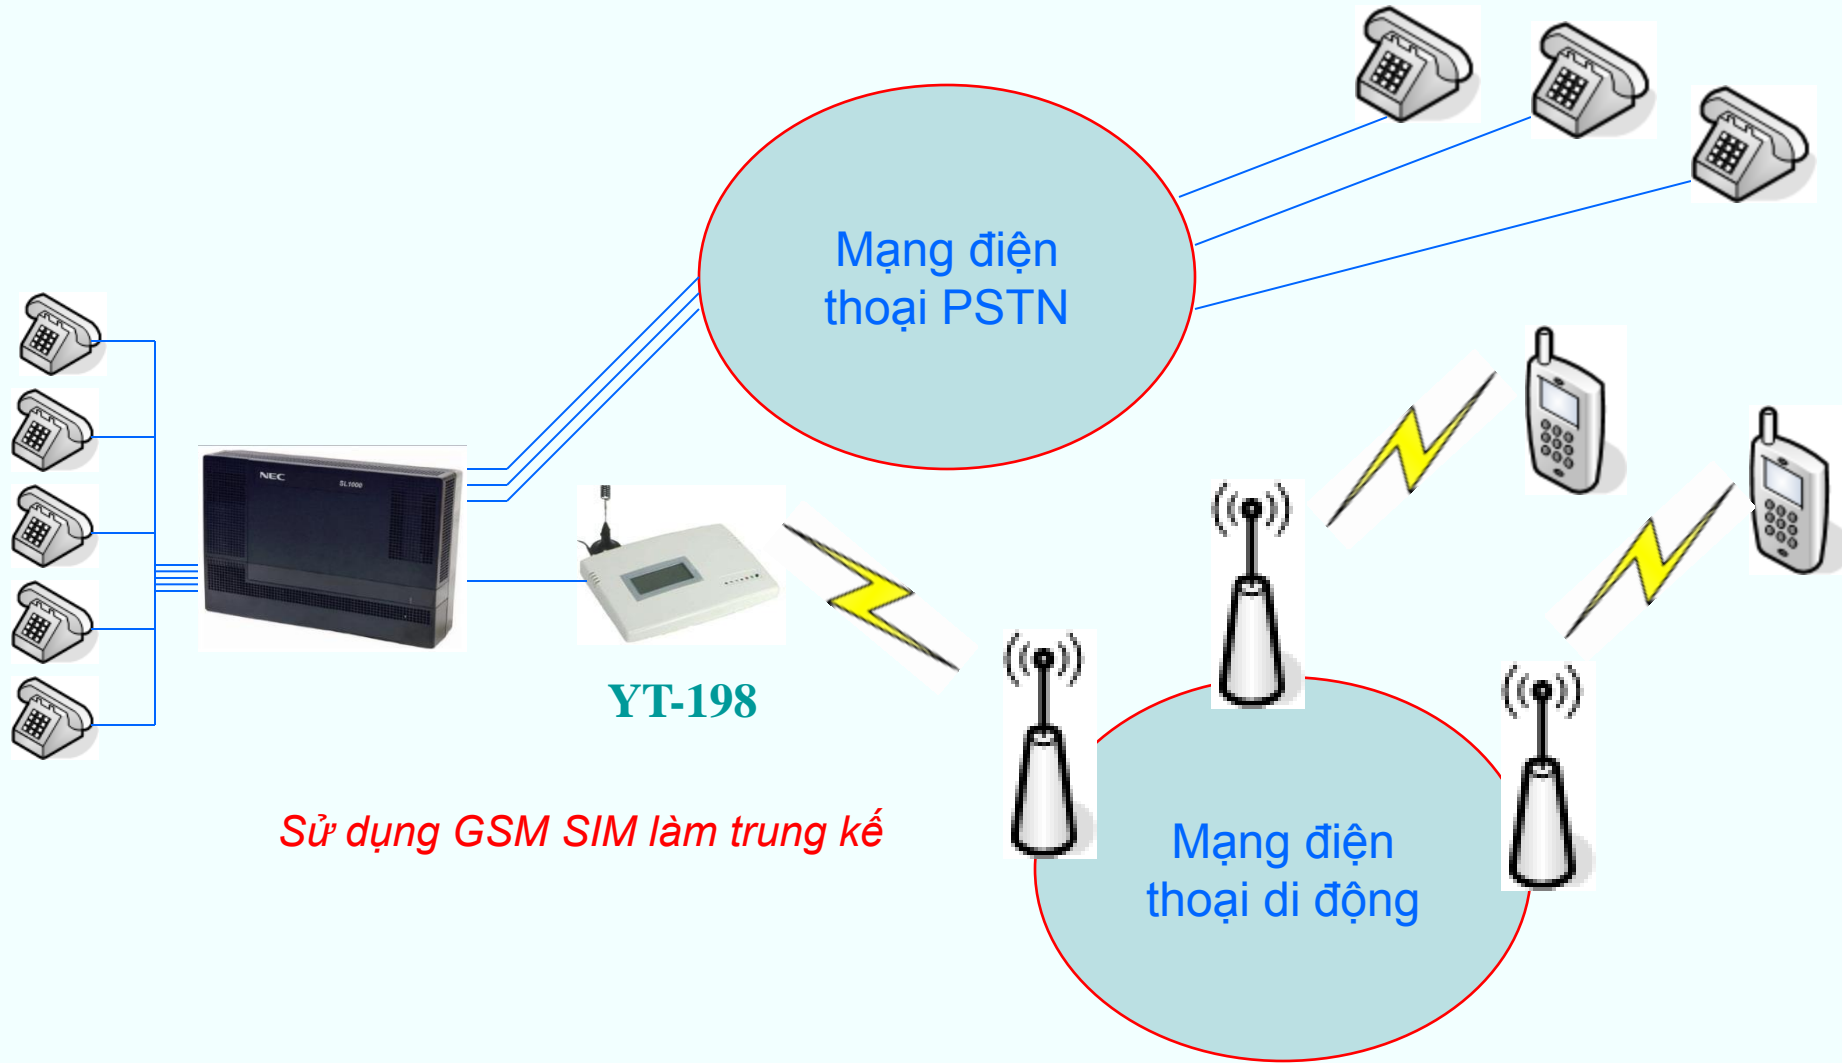 Mạng điện
thoại PSTN
NEC
SL1000
YT-198
Sử dụng GSM SIM làm trung kế
Mạng điện
thoại di động